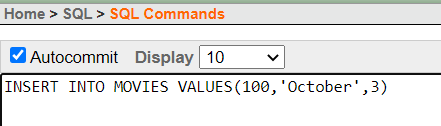 Home > SQL > SQL Commands
Autocommit Display 10
INSERT INTO MOVIES VALUES(100,'October',3)